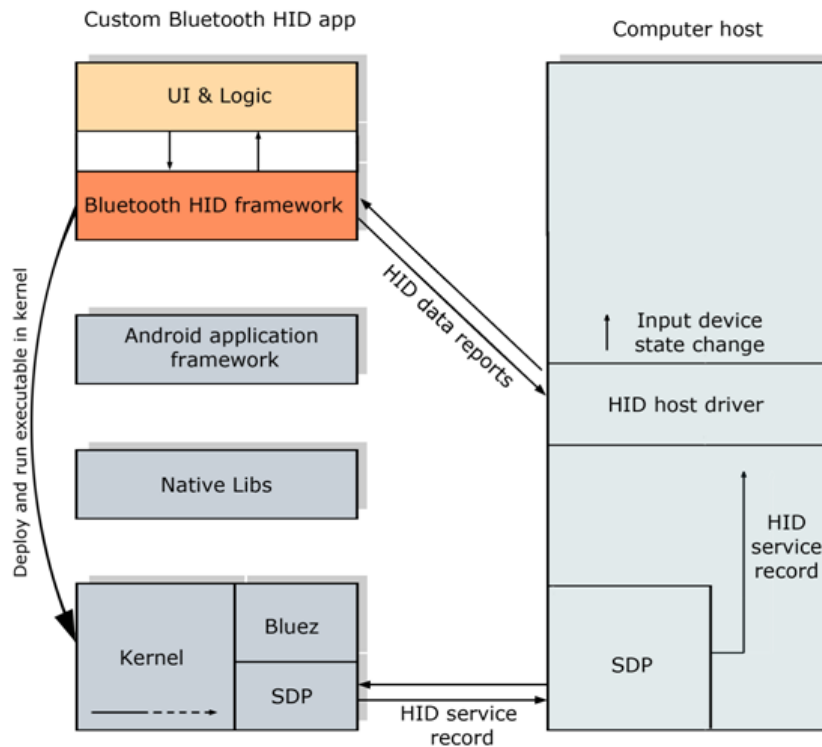 Custom Bluetooth HID app
Computer host
UI & Logic
Bluetooth HID framework
Deploy and run executable in kernel
HID data reports
Android application
framework
Input device
state change
HID host driver
Native Libs
HID
service
record
Kernel
Bluez
SDP
SDP
HID service
record